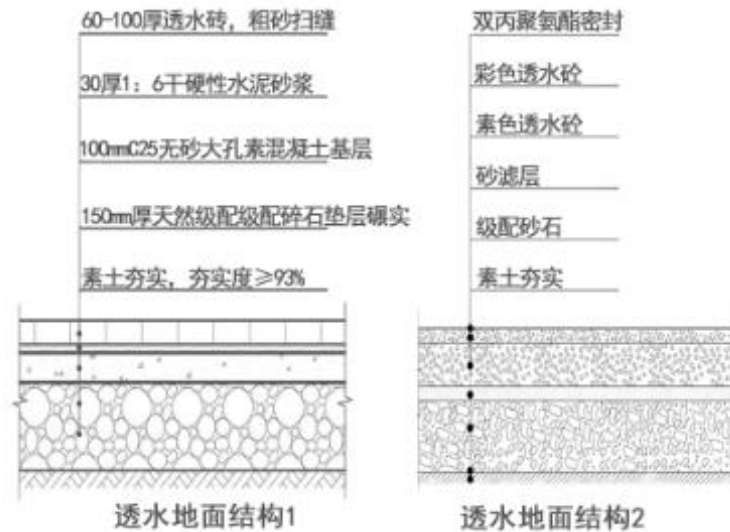 60-100厚透水砖，粗砂扫缝
30厚1：6干硬性水泥砂浆
100mmC25无砂大孔素混凝土基层
150mm厚天然级配级配碎石垫层碾实
素土夯实，夯实度≥93%
透水地面结构1
双丙聚氨酯密封
彩色透水砼
素色透水砼
砂滤层
级配砂石
素土夯实
透水地面结构2